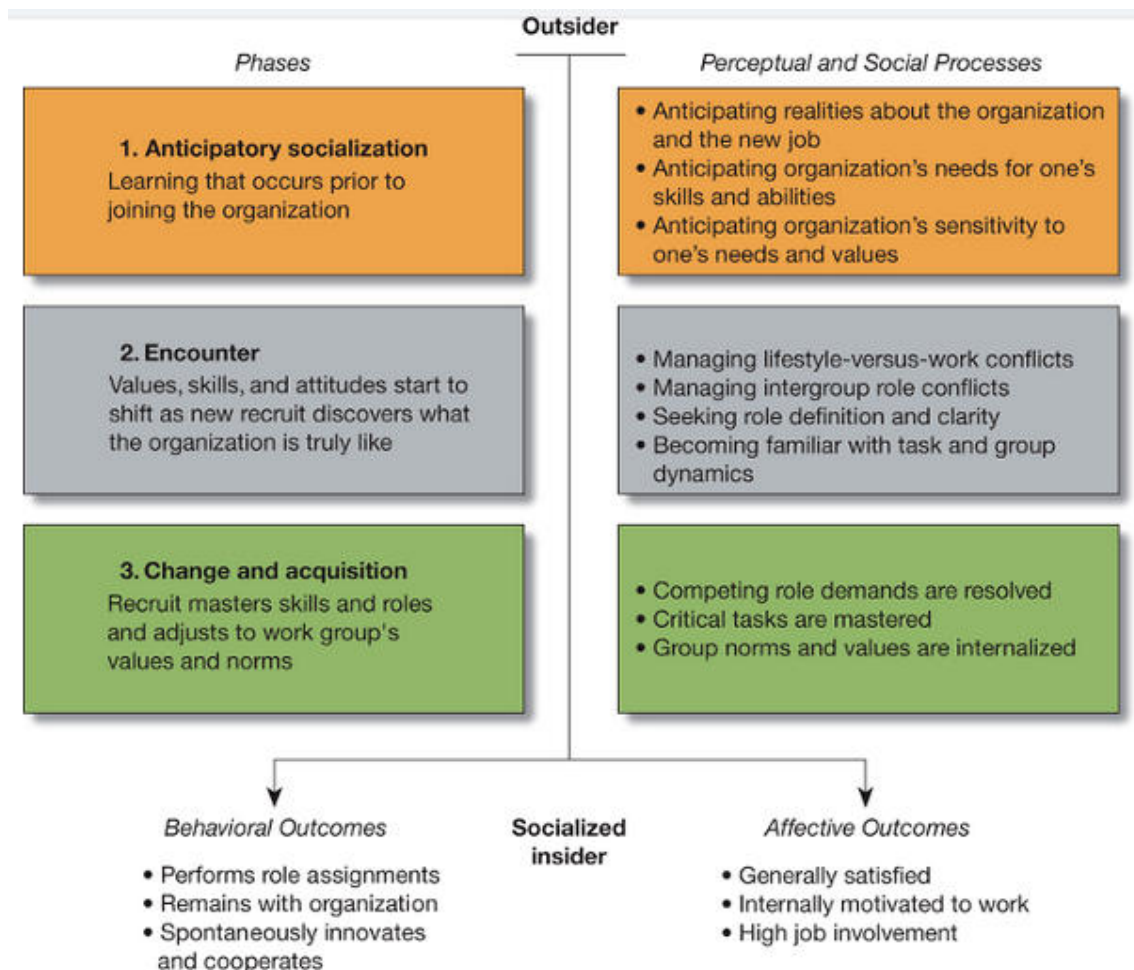 Outsider
Phases
Perceptual and Social Processes
1. Anticipatory socialization
Learning that occurs prior to
joining the organization
• Anticipating realities about the organization
and the new job
• Anticipating organization's needs for one's
skills and abilities
• Anticipating organization's sensitivity to
one's needs and values
2. Encounter
Values, skills, and attitudes start to
shift as new recruit discovers what
the organization is truly like
• Managing lifestyle-versus-work conflicts
• Managing intergroup role conflicts
• Seeking role definition and clarity
• Becoming familiar with task and group
dynamics
3. Change and acquisition
Recruit masters skills and roles
and adjusts to work group's
values and norms
• Competing role demands are resolved
• Critical tasks are mastered
• Group norms and values are internalized
Behavioral Outcomes
• Performs role assignments
• Remains with organization
• Spontaneously innovates
and cooperates
Socialized
insider
Affective Outcomes
• Generally satisfied
• Internally motivated to work
• High job involvement